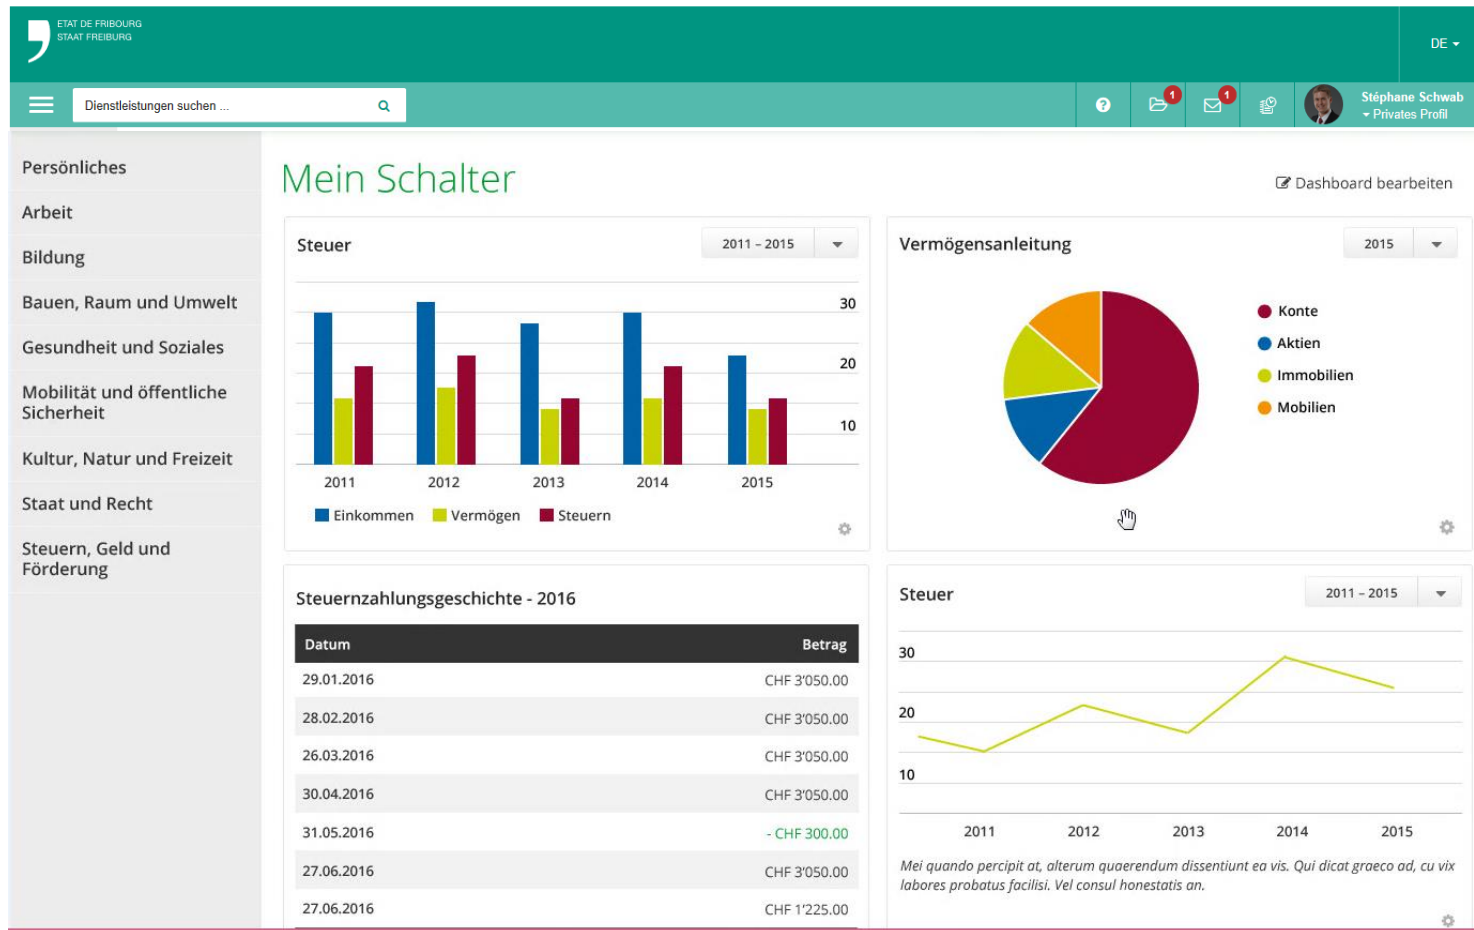 ETAT DE FRIBOURG
STAAT FREIBURG
DE
Dienstleistungen suchen ...
1
1
Stéphane Schwab
Privates Profil
Persönliches
Arbeit
Bildung
Bauen, Raum und Umwelt
Gesundheit und Soziales
Mobilität und öffentliche
Sicherheit
Kultur, Natur und Freizeit
Staat und Recht
Steuern, Geld und
Förderung
Mein Schalter
Dashboard bearbeiten
Steuer
2011 – 2015
30
20
10
2011
2012
2013
2014
2015
Einkommen
Vermögen
Steuern
Vermögensanleitung
2015
Konte
Aktien
Immobilien
Mobilien
Steuernzahlungsgeschichte - 2016
Datum Betrag
29.01.2016 CHF 3'050.00
28.02.2016 CHF 3'050.00
26.03.2016 CHF 3'050.00
30.04.2016 CHF 3'050.00
31.05.2016 - CHF 300.00
27.06.2016 CHF 3'050.00
27.06.2016 CHF 1'225.00
Steuer
2011 – 2015
30
20
10
2011
2012
2013
2014
2015
Mei quando percipit at, alterum quaerendum dissentiunt ea vis. Qui dicat graeco ad, cu vix
labores probatus facilisi. Vel consul honestatis an.